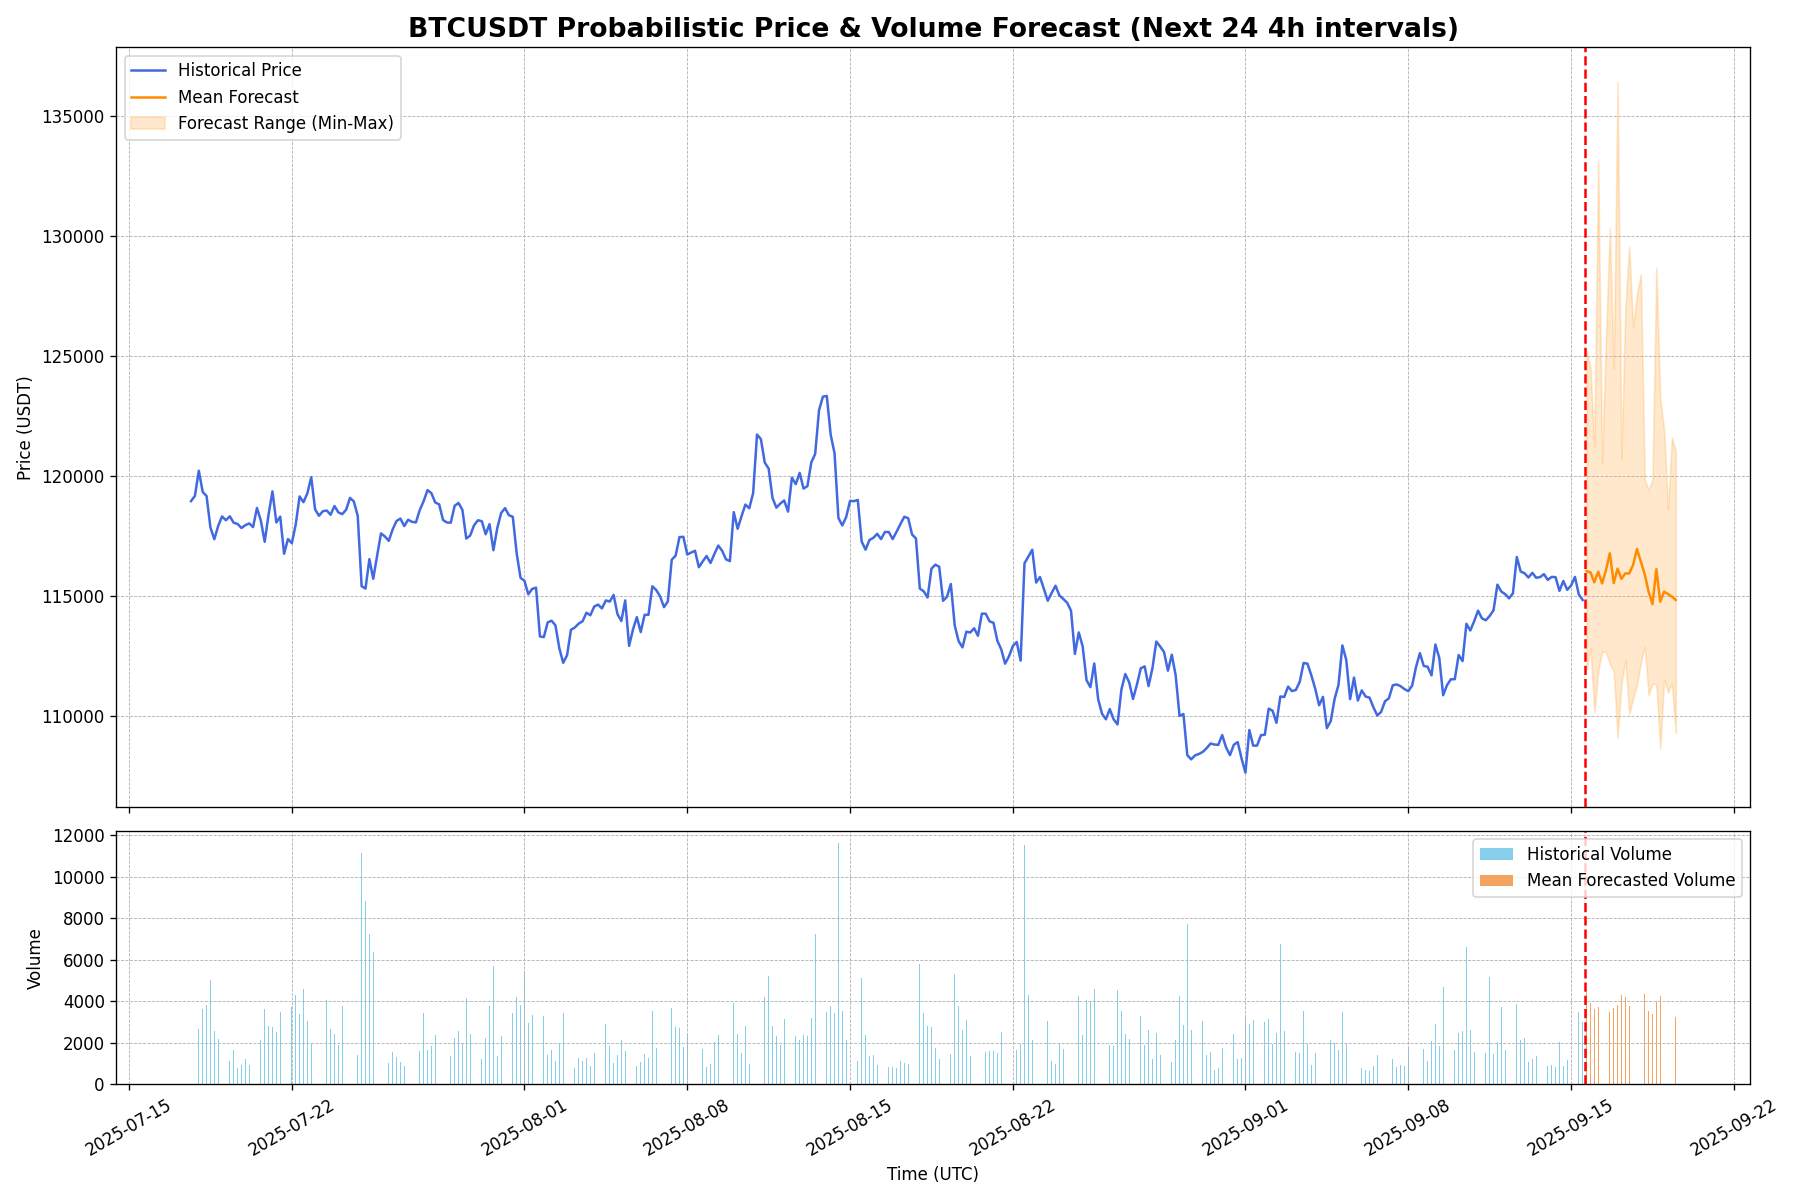 BTCUSDT Probabilistic Price & Volume Forecast (Next 24 4h intervals)
Historical Price
Mean Forecast
Forecast Range (Min-Max)
Price (USDT)
135000
130000
125000
120000
115000
110000
Historical Volume
Mean Forecasted Volume
Volume
12000
10000
8000
6000
4000
2000
0
2025-07-15
2025-07-22
2025-08-01
2025-08-08
2025-08-15
2025-08-22
2025-09-01
2025-09-08
2025-09-15
2025-09-22
Time (UTC)